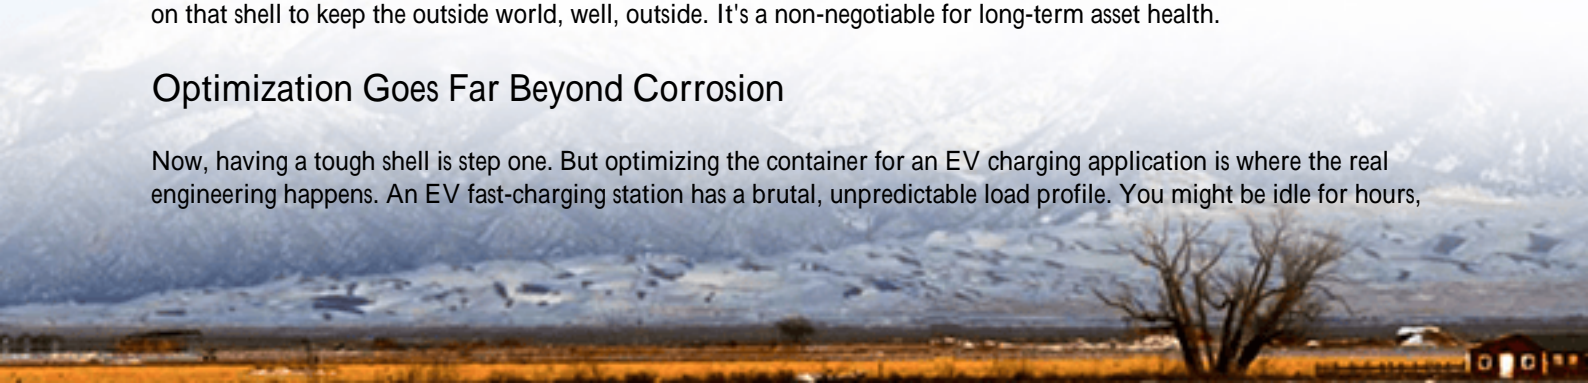 on that shell to keep the outside world, well, outside. It's a non-negotiable for long-term asset health.
Optimization Goes Far Beyond Corrosion
Now, having a tough shell is step one. But optimizing the container for an EV charging application is where the real
engineering happens. An EV fast-charging station has a brutal, unpredictable load profile. You might be idle for hours,